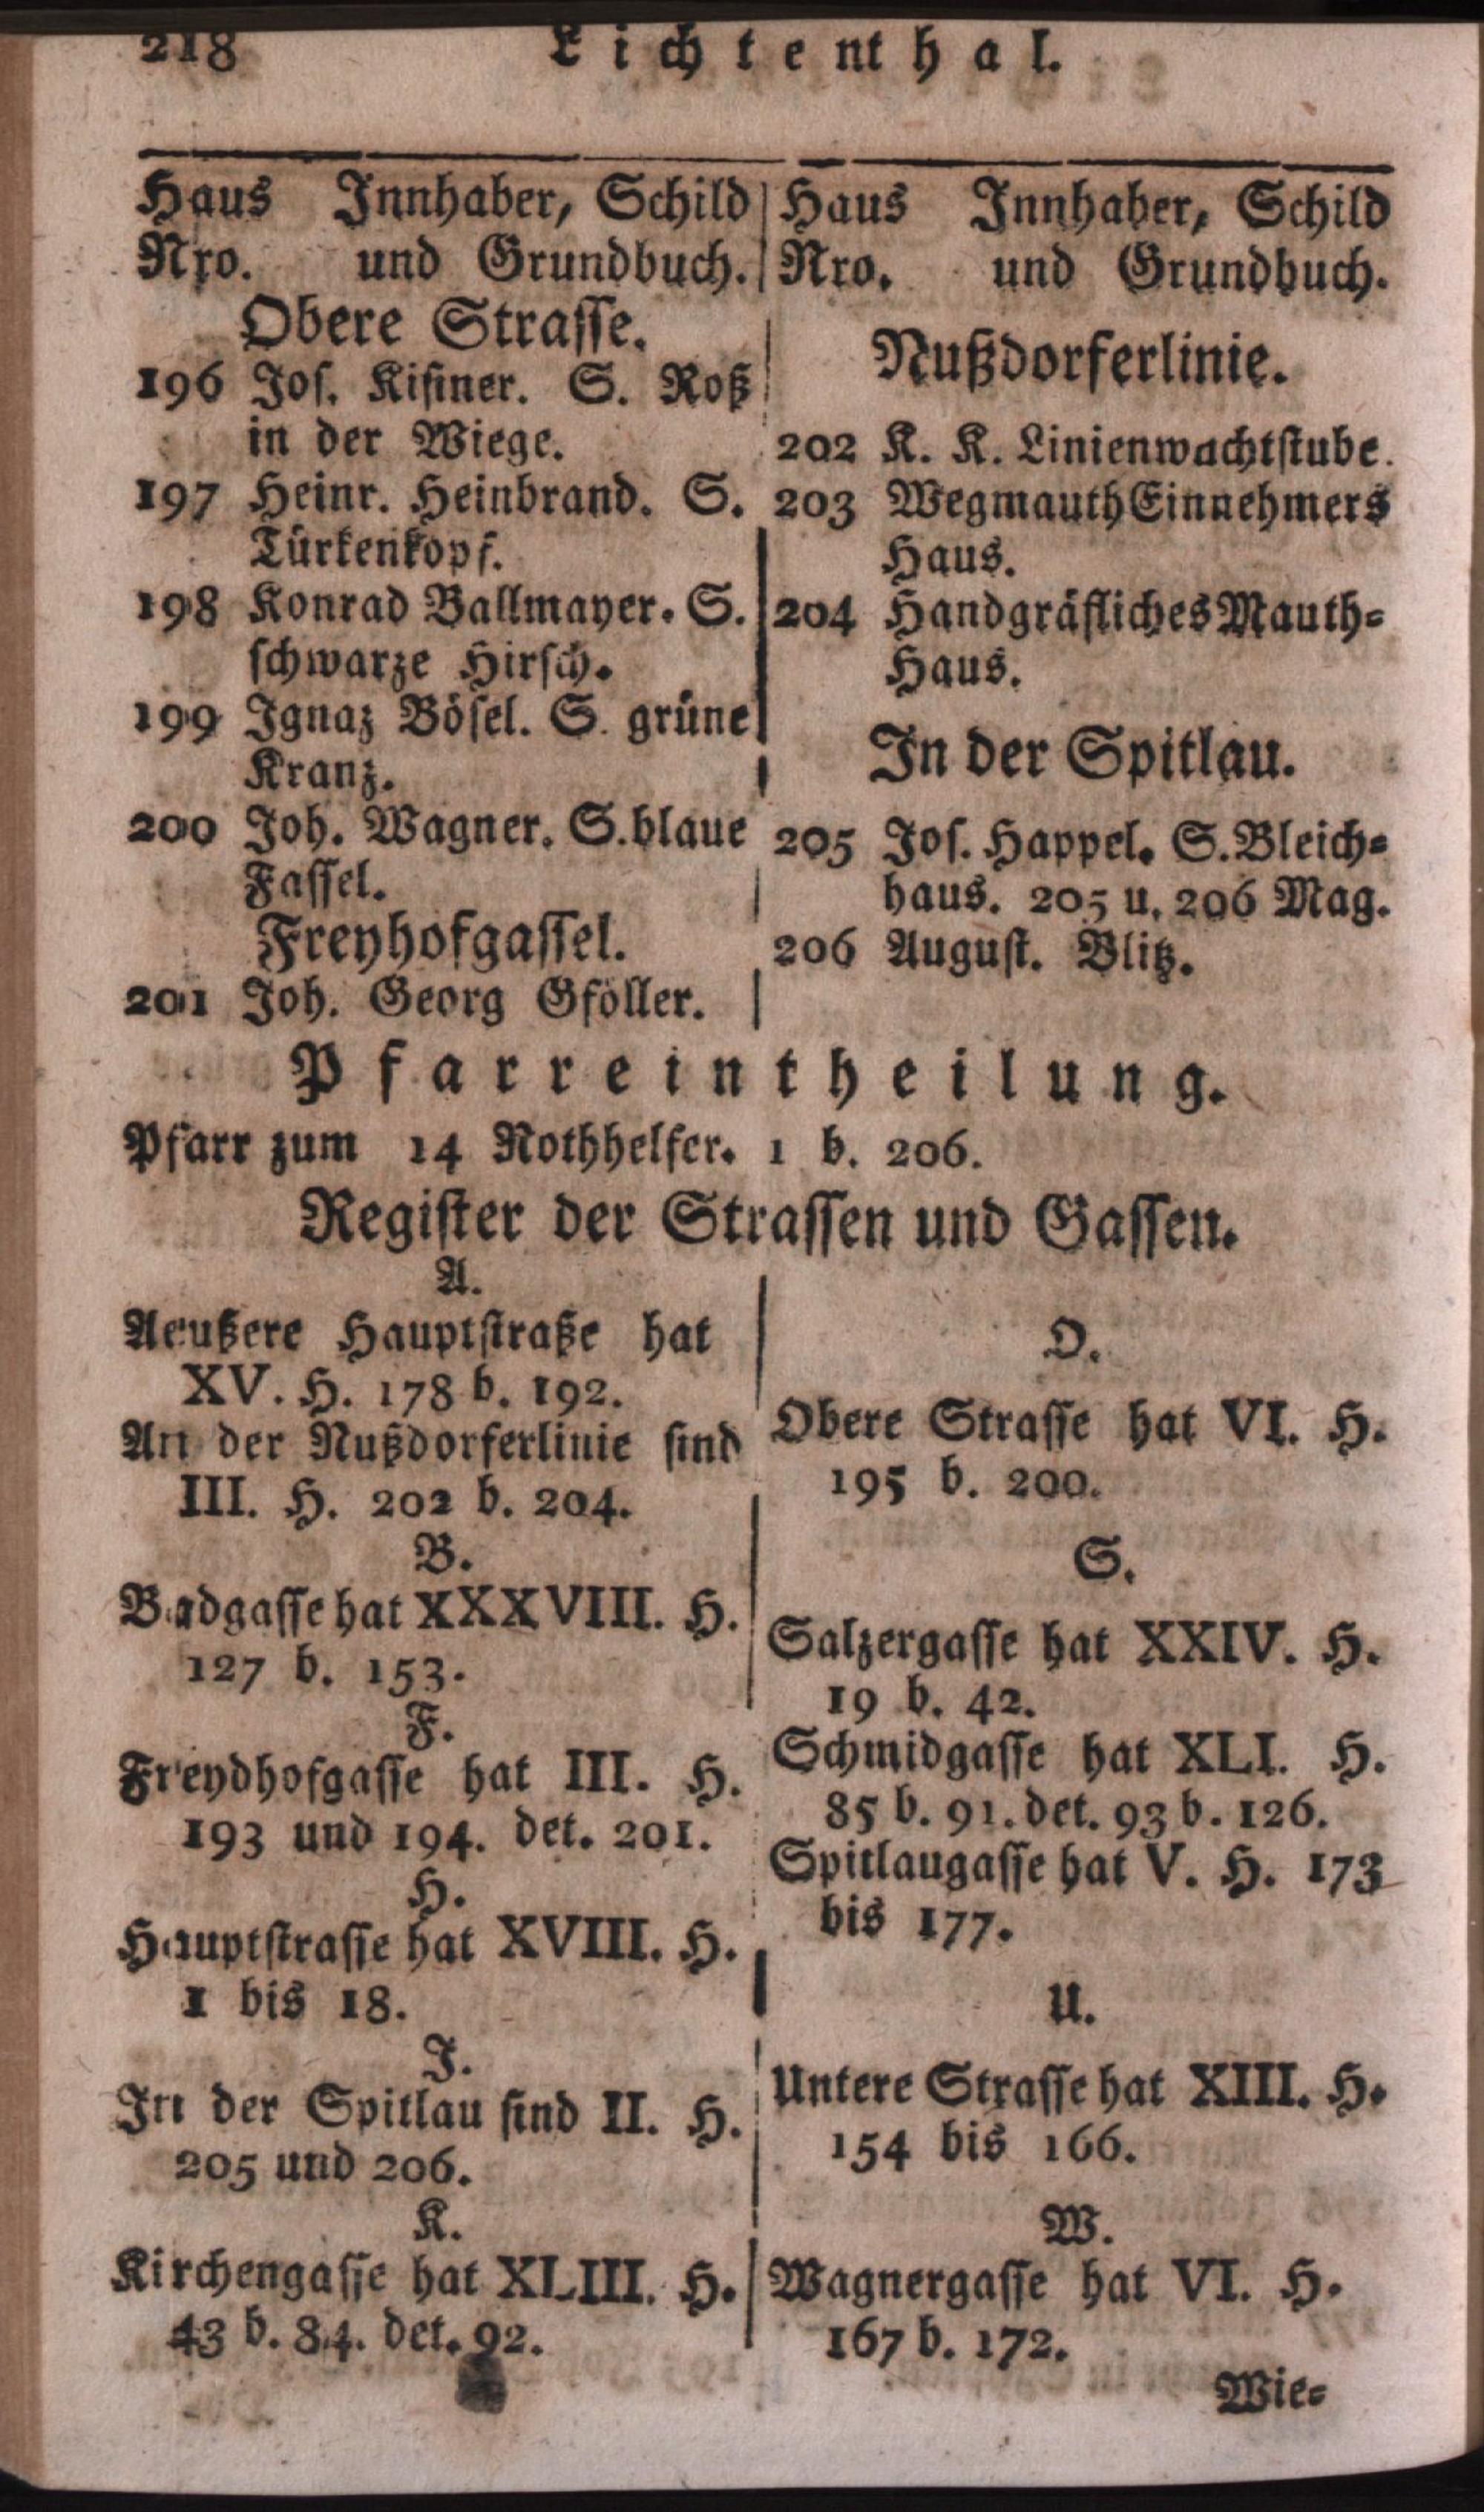 218 Lichtenthal.
Haus Innhaber, Schild
Nro. und Grundbuch.
Obere Strasse.
196 Jos. Kisiner. S. Roß
in der Wiege.
197 Heinr. Heinbrand. S.
Türkenkopf.
198 Konrad Ballmayer. S.
schwarze Hirsch.
199 Ignaz Bösel. S. grüne
Kranz.
200 Joh. Wagner. S. blaue
Fassel.
Freyhofgassel.
201 Joh. Georg Gföller.
Haus Innhaber, Schild
Nro. und Grundbuch.
Nußdorferlinie.
202 K. K. Linienwachtstube.
203 Wegmauth Einnehmers
Haus.
204 Handgräfliches Mauth-
Haus.
In der Spitlau.
205 Jos. Happel. S. Bleich-
haus. 205 u. 206 Mag.
206 August. Blitz.
Pfarreintheilung.
Pfarr zum 14 Nothhelfer. 1 b. 206.
Register der Strassen und Gassen.
A.
Aeußere Hauptstraße hat
XV. H. 178 b. 192.
An der Nußdorferlinie sind
III. H. 202 b. 204.
B.
Badgasse hat XXXVIII. H.
127 b. 153.
F.
Freydhofgasse hat III. H.
193 und 194. det. 201.
H.
Hauptstrasse hat XVIII. H.
1 bis 18.
J.
In der Spitlau sind II. H.
205 und 206.
K.
Kirchengasse hat XLIII. H.
43 b. 84. det. 92.
O.
Obere Strasse hat VI. H.
195 b. 200.
S.
Salzergasse hat XXIV. H.
19 b. 42.
Schmidgasse hat XLI. H.
85 b. 91. det. 93 b. 126.
Spitlaugasse hat V. H. 173
bis 177.
U.
Untere Strasse hat XIII. H.
154 bis 166.
W.
Wagnergasse hat VI. H.
167 b. 172.
Wie-